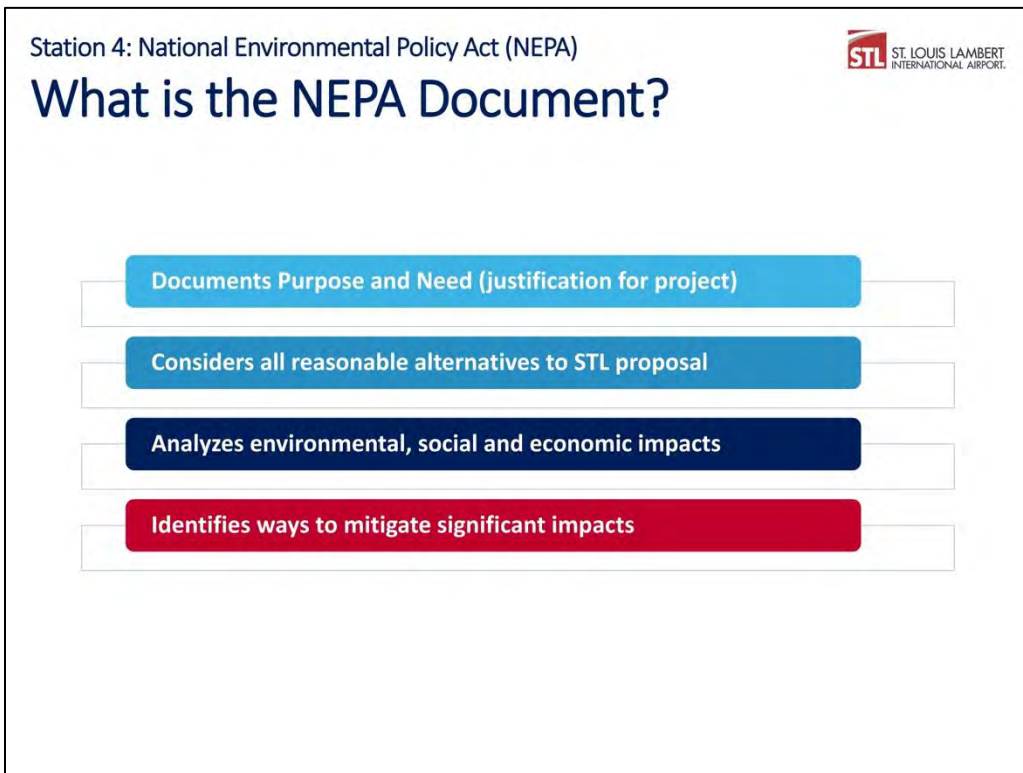 Station 4: National Environmental Policy Act (NEPA)
What is the NEPA Document?
STL ST. LOUIS LAMBERT
INTERNATIONAL AIRPORT.
Documents Purpose and Need (justification for project)
Considers all reasonable alternatives to STL proposal
Analyzes environmental, social and economic impacts
Identifies ways to mitigate significant impacts